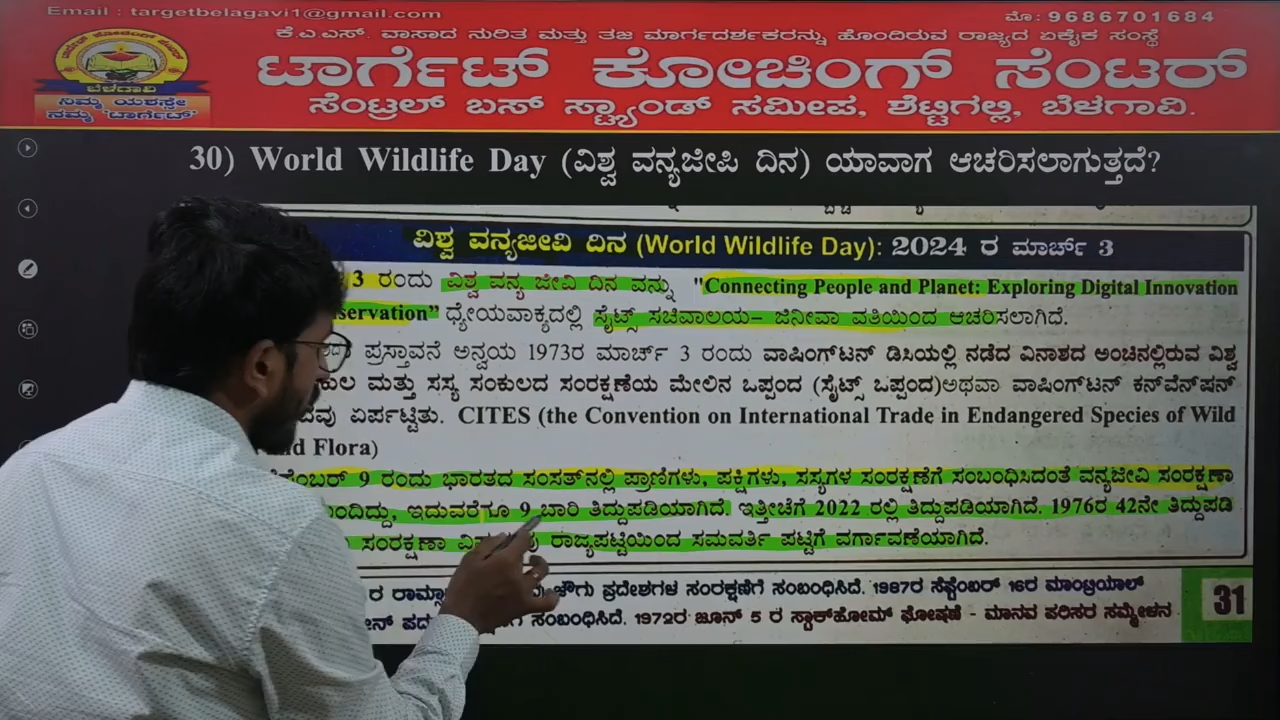 Email : targetbelagavi1@gmail.com
ಮೊ: 9686701684
ಕೆ.ಎ.ಎಸ್. ವಾಸಾದ ನುರಿತ ಮತ್ತು ತಜ್ಞ ಮಾರ್ಗದರ್ಶಕರನ್ನು ಹೊಂದಿರುವ ರಾಜ್ಯದ ಏಕೈಕ ಸಂಸ್ಥೆ
ಟಾರ್ಗೆಟ್ ಕೋಚಿಂಗ್ ಸೆಂಟರ್
ಸೆಂಟ್ರಲ್ ಬಸ್ ಸ್ಟ್ಯಾಂಡ್ ಸಮೀಪ, ಶೆಟ್ಟಿಗಲ್ಲಿ, ಬೆಳಗಾವಿ.
ಬೆಳಗಾವಿ
ನಿಮ್ಮ ಯಶಸ್ಸೇ
ನಮ್ಮ 'ಟಾರ್ಗೆಟ್'
30) World Wildlife Day (ವಿಶ್ವ ವನ್ಯಜೀಪಿ ದಿನ) ಯಾವಾಗ ಆಚರಿಸಲಾಗುತ್ತದೆ?
ವಿಶ್ವ ವನ್ಯಜೀವಿ ದಿನ (World Wildlife Day): 2024 ರ ಮಾರ್ಚ್ 3
3 ರಂದು ವಿಶ್ವ ವನ್ಯ ಜೀವಿ ದಿನ ವನ್ನು "Connecting People and Planet: Exploring Digital Innovation
servation” ಧ್ಯೇಯವಾಕ್ಯದಲ್ಲಿ ಸೈಟ್ಸ್ ಸಚಿವಾಲಯ– ಜಿನೀವಾ ವತಿಯಿಂದ ಆಚರಿಸಲಾಗಿದೆ.
ಪ್ರಸ್ತಾವನೆ ಅನ್ವಯ 1973ರ ಮಾರ್ಚ್ 3 ರಂದು ವಾಷಿಂಗ್‌ಟನ್ ಡಿಸಿಯಲ್ಲಿ ನಡೆದ ವಿನಾಶದ ಅಂಚಿನಲ್ಲಿರುವ ವಿಶ್ವ
ಕುಲ ಮತ್ತು ಸಸ್ಯ ಸಂಕುಲದ ಸಂರಕ್ಷಣೆಯ ಮೇಲಿನ ಒಪ್ಪಂದ (ಸೈಟ್ಸ್ ಒಪ್ಪಂದ)ಅಥವಾ ವಾಷಿಂಗ್‌ಟನ್ ಕನ್‌ವೆನ್‌ಷನ್
ದವು ಏರ್ಪಟ್ಟಿತು. CITES (the Convention on International Trade in Endangered Species of Wild
d Flora)
ಂಬರ್ 9 ರಂದು ಭಾರತದ ಸಂಸತ್‌ನಲ್ಲಿ ಪ್ರಾಣಿಗಳು, ಪಕ್ಷಿಗಳು, ಸಸ್ಯಗಳ ಸಂರಕ್ಷಣೆಗೆ ಸಂಬಂಧಿಸಿದಂತೆ ವನ್ಯಜೀವಿ ಸಂರಕ್ಷಣಾ
ಂದಿದ್ದು, ಇದುವರೆಗೂ 9 ಬಾರಿ ತಿದ್ದುಪಡಿಯಾಗಿದೆ. ಇತ್ತೀಚೆಗೆ 2022 ರಲ್ಲಿ ತಿದ್ದುಪಡಿಯಾಗಿದೆ. 1976ರ 42ನೇ ತಿದ್ದುಪಡಿ
ಸಂರಕ್ಷಣಾ ರಾಜ್ಯಪಟ್ಟಿಯಿಂದ ಸಮವರ್ತಿ ಪಟ್ಟಿಗೆ ವರ್ಗಾವಣೆಯಾಗಿದೆ.
ರ ಜೌಗು ಪ್ರದೇಶಗಳ ಸಂರಕ್ಷಣೆಗೆ ಸಂಬಂಧಿಸಿದೆ. 1987ರ ಸೆಪ್ಟೆಂಬರ್ 16ರ ಮಾಂಟ್ರಿಯಾಲ್
ಸಂಬಂಧಿಸಿದೆ. 1972ರ ಜೂನ್ 5 ರ ಸ್ಟಾಕ್‌ಹೋಮ್ ಘೋಷಣೆ - ಮಾನವ ಪರಿಸರ ಸಮ್ಮೇಳನ
31